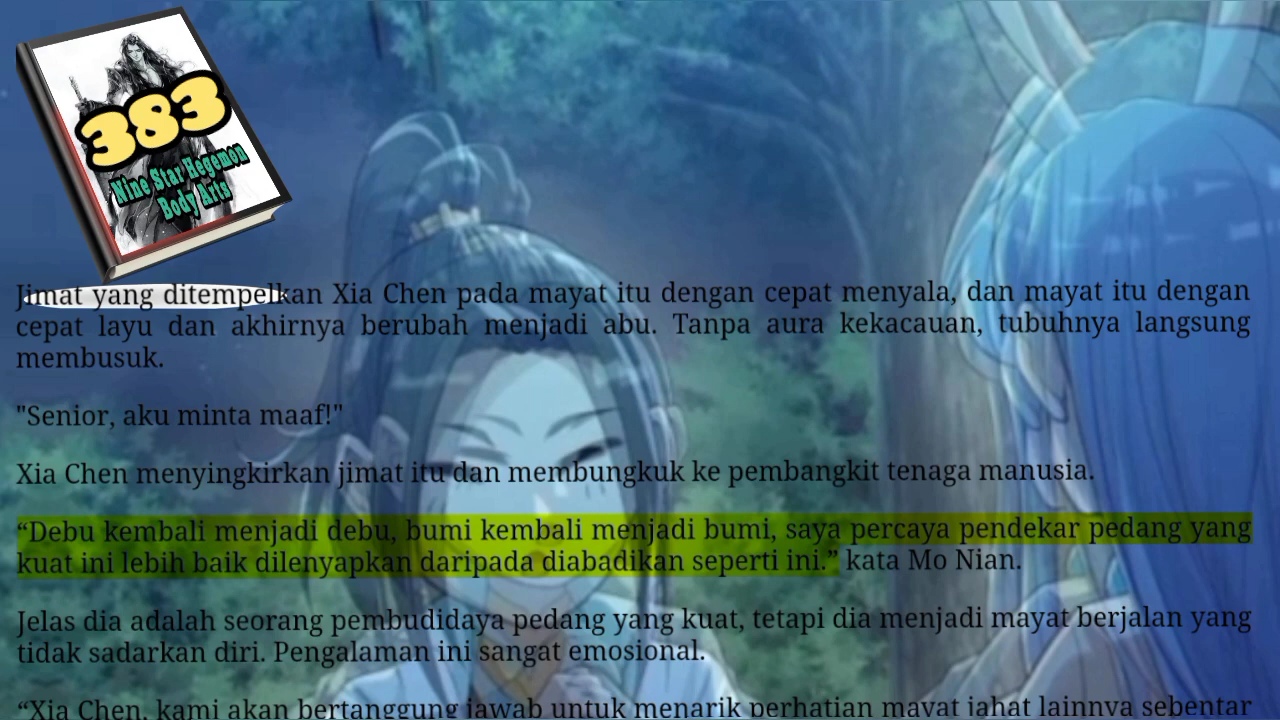 383
Nine Star Hegemon
Body Arts
Jimat yang ditempelkan Xia Chen pada mayat itu dengan cepat menyala, dan mayat itu dengan
cepat layu dan akhirnya berubah menjadi abu. Tanpa aura kekacauan, tubuhnya langsung
membusuk.
"Senior, aku minta maaf!"
Xia Chen menyingkirkan jimat itu dan membungkuk ke pembangkit tenaga manusia.
“Debu kembali menjadi debu, bumi kembali menjadi bumi, saya percaya pendekar pedang yang
kuat ini lebih baik dilenyapkan daripada diabadikan seperti ini.” kata Mo Nian.
Jelas dia adalah seorang pembudidaya pedang yang kuat, tetapi dia menjadi mayat berjalan yang
tidak sadarkan diri. Pengalaman ini sangat emosional.
“Xia Chen, kami akan bertanggung jawab untuk menarik perhatian mayat jahat lainnya sebentar